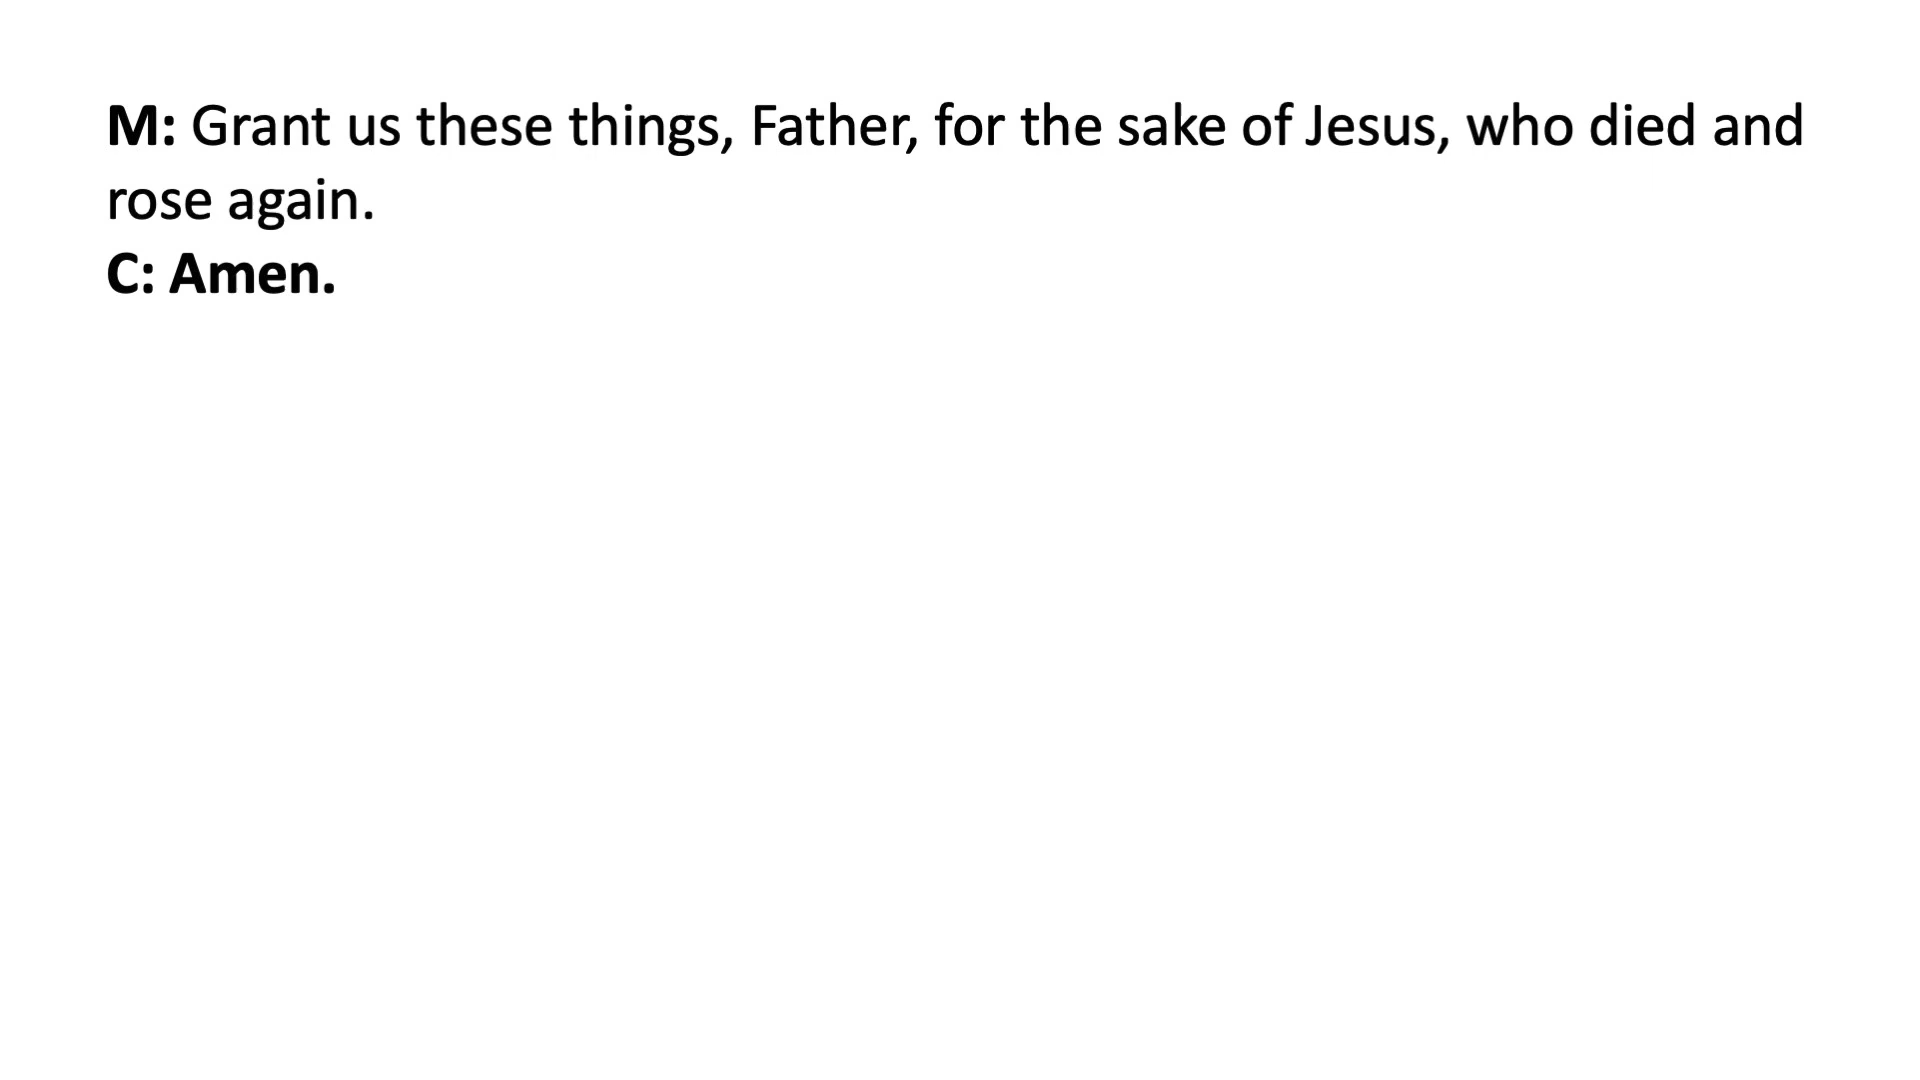 M: Grant us these things, Father, for the sake of Jesus, who died and
rose again.
C: Amen.